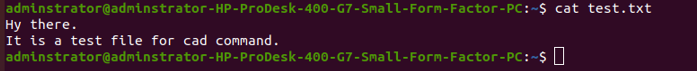 adminstrator@adminstrator-HP-ProDesk-400-G7-Small-Form-Factor-PC:~$ cat test.txt
Hy there.
It is a test file for cad command.
adminstrator@adminstrator-HP-ProDesk-400-G7-Small-Form-Factor-PC:~$